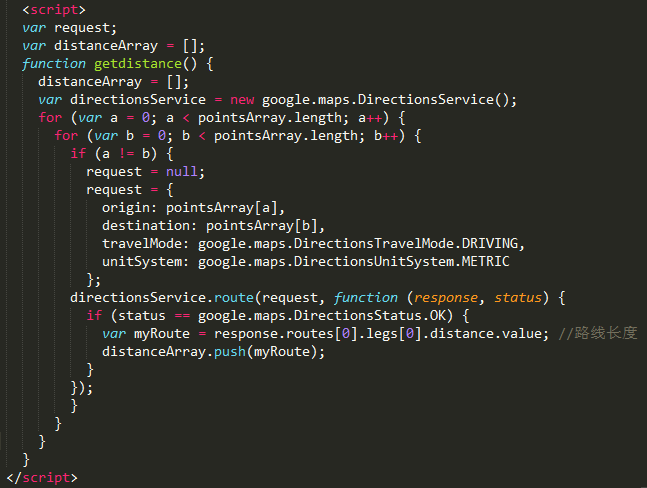 <script>
var request;
var distanceArray = [];
function getdistance() {
distanceArray = [];
var directionsService = new google.maps.DirectionsService();
for (var a = 0; a < pointsArray.length; a++) {
for (var b = 0; b < pointsArray.length; b++) {
if (a != b) {
request = null;
request = {
origin: pointsArray[a],
destination: pointsArray[b],
travelMode: google.maps.DirectionsTravelMode.DRIVING,
unitSystem: google.maps.DirectionsUnitSystem.METRIC
};
directionsService.route(request, function (response, status) {
if (status == google.maps.DirectionsStatus.OK) {
var myRoute = response.routes[0].legs[0].distance.value; //路线长度
distanceArray.push(myRoute);
}
});
}
}
}
}
</script>